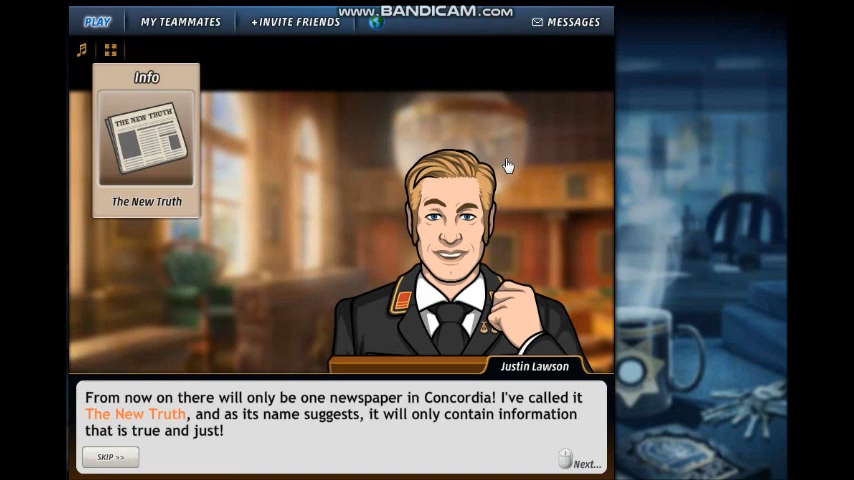 www.BANDICAM.com
PLAY
MY TEAMMATES
+INVITE FRIENDS
MESSAGES
Info
THE NEW TRUTH
The New Truth
Justin Lawson
From now on there will only be one newspaper in Concordia! I've called it
The New Truth, and as its name suggests, it will only contain information
that is true and just!
SKIP >>
Next...